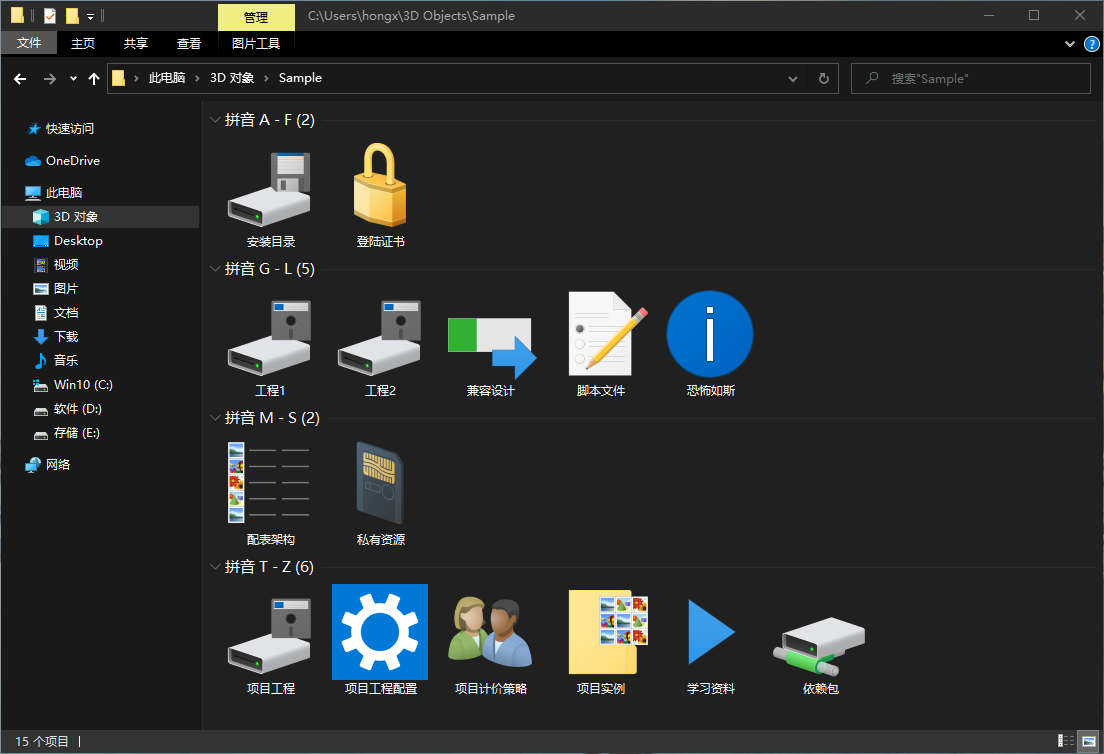 管理
C:\Users\hongx\3D Objects\Sample
文件 主页 共享 查看 图片工具
此电脑 3D 对象 Sample
搜索"Sample"
快速访问
OneDrive
此电脑
3D 对象
Desktop
视频
图片
文档
下载
音乐
Win10 (C:)
软件 (D:)
存储 (E:)
网络
拼音 A - F (2)
安装目录 登陆证书
拼音 G - L (5)
工程1 工程2 兼容设计 脚本文件 恐怖如斯
拼音 M - S (2)
配表架构 私有资源
拼音 T - Z (6)
项目工程 项目工程配置 项目计价策略 项目实例 学习资料 依赖包
15 个项目